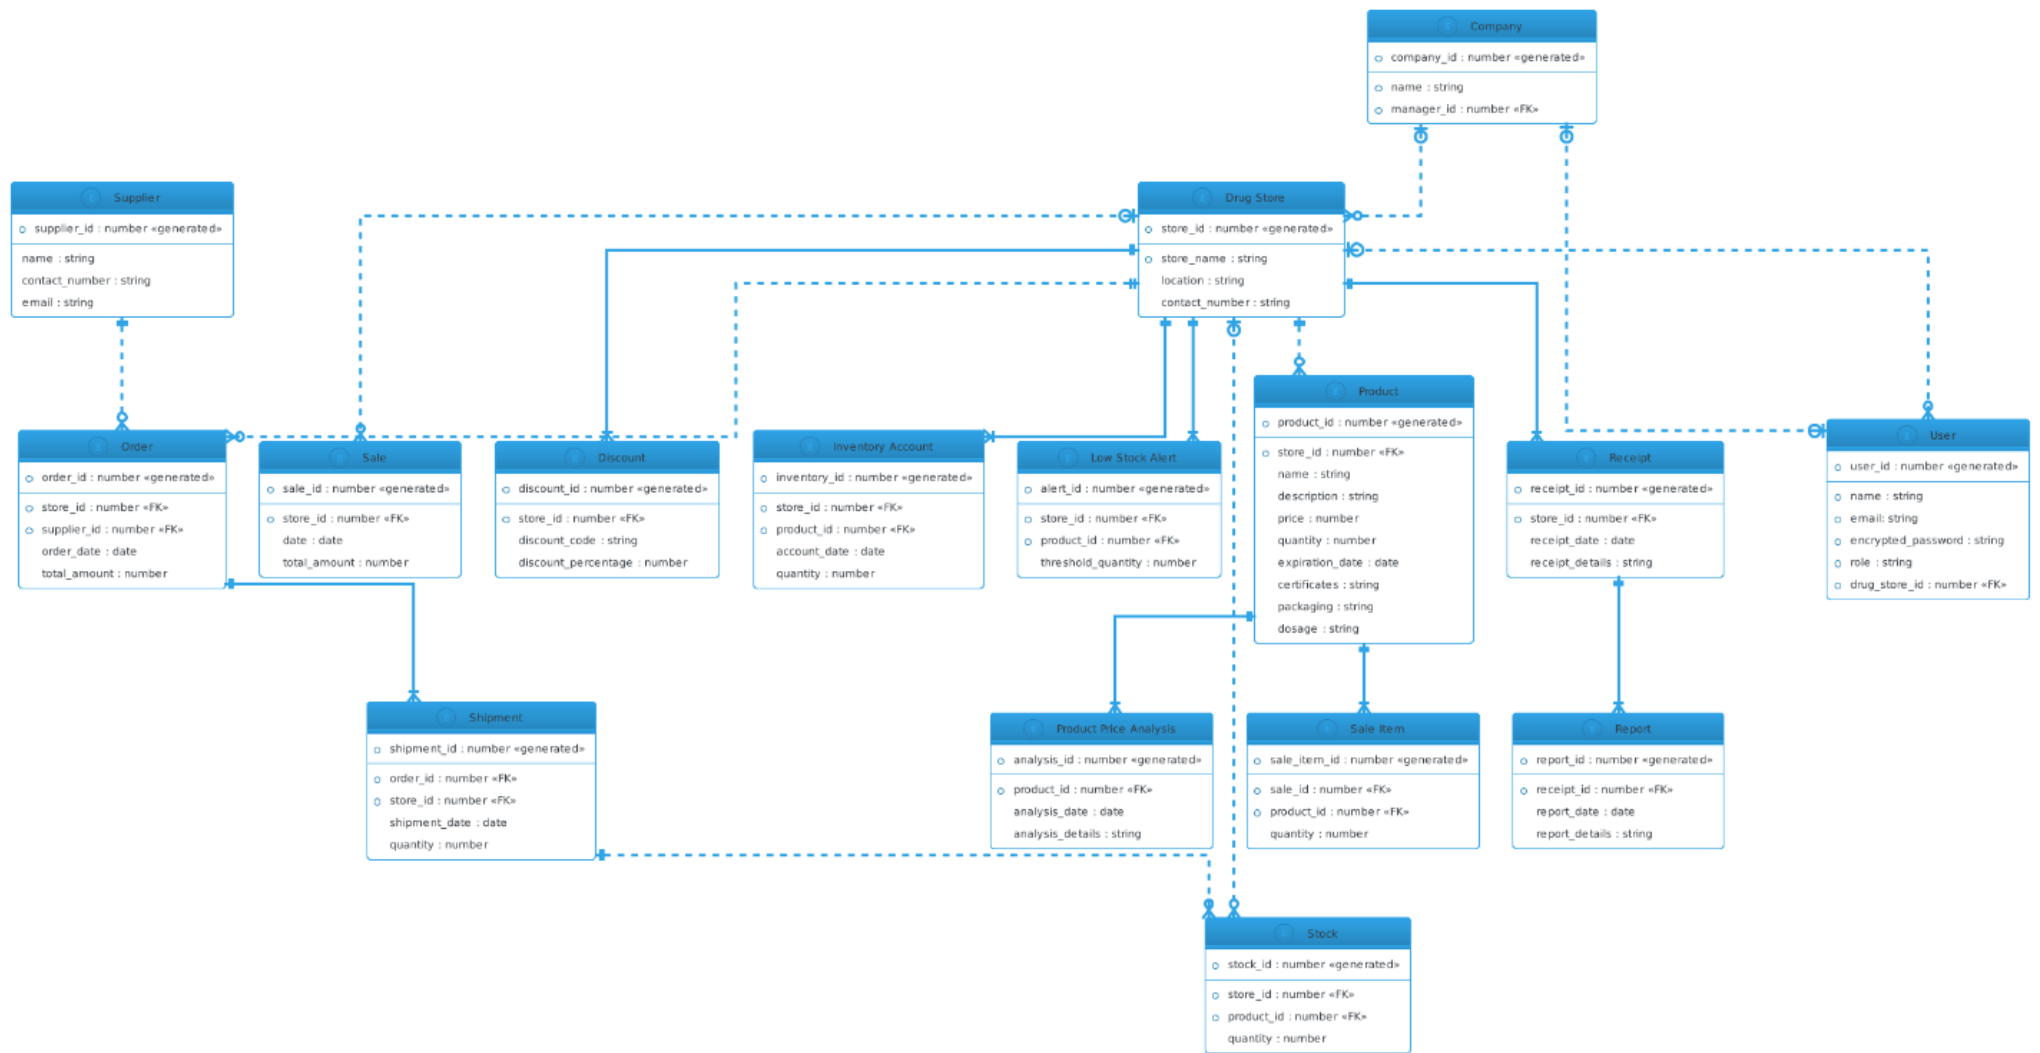 Company
company_id : number «generated»
name : string
manager_id : number «FK»
Supplier
supplier_id : number «generated»
name : string
contact_number : string
email : string
Drug Store
store_id : number «generated»
store_name : string
location : string
contact_number : string
Order
order_id : number «generated»
store_id : number «FK»
supplier_id : number «FK»
order_date : date
total_amount : number
Sale
sale_id : number «generated»
store_id : number «FK»
date : date
total_amount : number
Discount
discount_id : number «generated»
store_id : number «FK»
discount_code : string
discount_percentage : number
Inventory Account
inventory_id : number «generated»
store_id : number «FK»
product_id : number «FK»
account_date : date
quantity : number
Low Stock Alert
alert_id : number «generated»
store_id : number «FK»
product_id : number «FK»
threshold_quantity : number
Product
product_id : number «generated»
store_id : number «FK»
name : string
description : string
price : number
quantity : number
expiration_date : date
certificates : string
packaging : string
dosage : string
Receipt
receipt_id : number «generated»
store_id : number «FK»
receipt_date : date
receipt_details : string
User
user_id : number «generated»
name : string
email: string
encrypted_password : string
role : string
drug_store_id : number «FK»
Shipment
shipment_id : number «generated»
order_id : number «FK»
store_id : number «FK»
shipment_date : date
quantity : number
Product Price Analysis
analysis_id : number «generated»
product_id : number «FK»
analysis_date : date
analysis_details : string
Sale Item
sale_item_id : number «generated»
sale_id : number «FK»
product_id : number «FK»
quantity : number
Report
report_id : number «generated»
receipt_id : number «FK»
report_date : date
report_details : string
Stock
stock_id : number «generated»
store_id : number «FK»
product_id : number «FK»
quantity : number